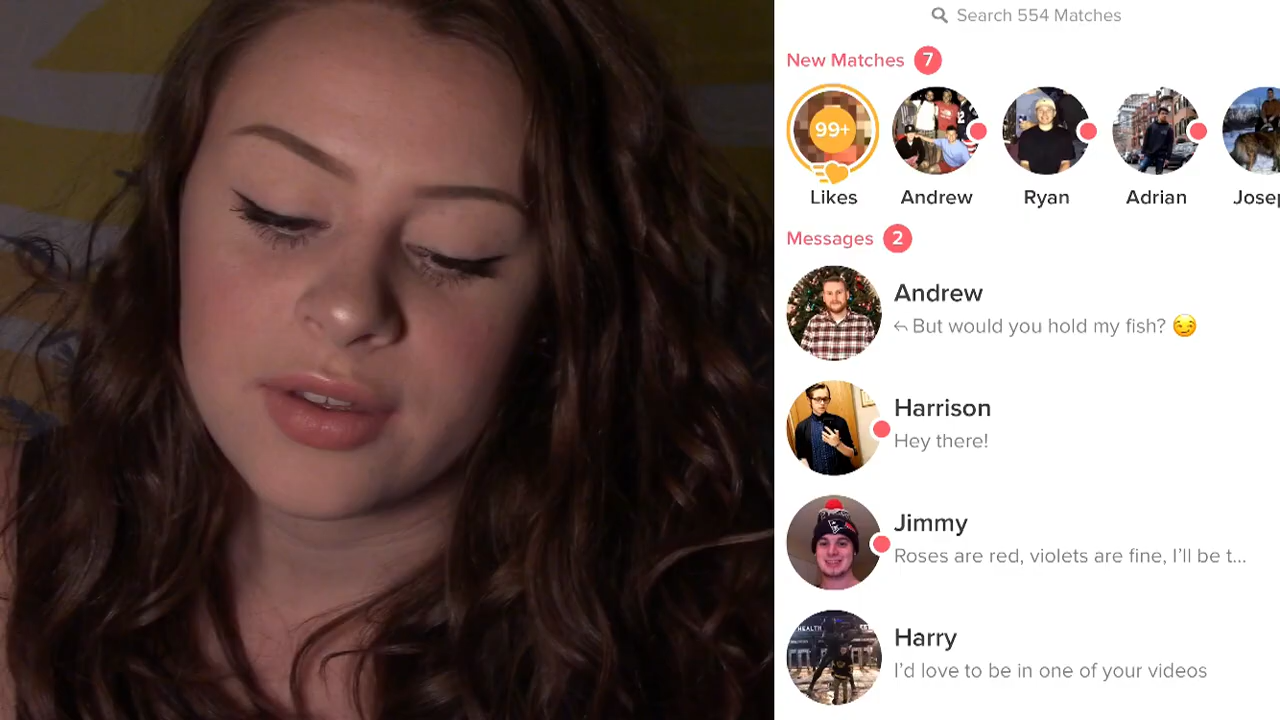 Search 554 Matches
New Matches 7
99+
Likes
Andrew
Ryan
Adrian
Josep
Messages 2
Andrew
But would you hold my fish? 😏
Harrison
Hey there!
Jimmy
Roses are red, violets are fine, I'll be t...
Harry
HEALTH
I'd love to be in one of your videos